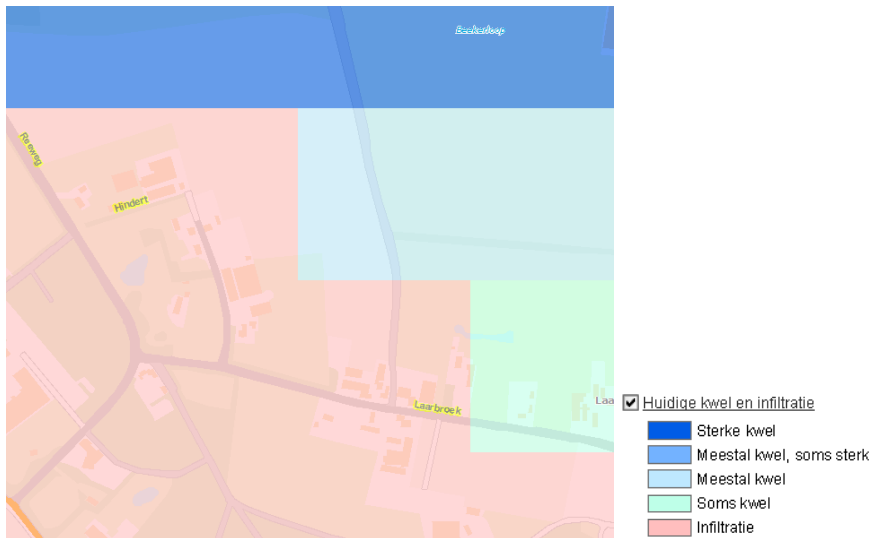 Beekerloop
Reeweg
Hindert
Laarbroek
Laa
Huidige kwel en infiltratie
Sterke kwel
Meestal kwel, soms sterk
Meestal kwel
Soms kwel
Infiltratie